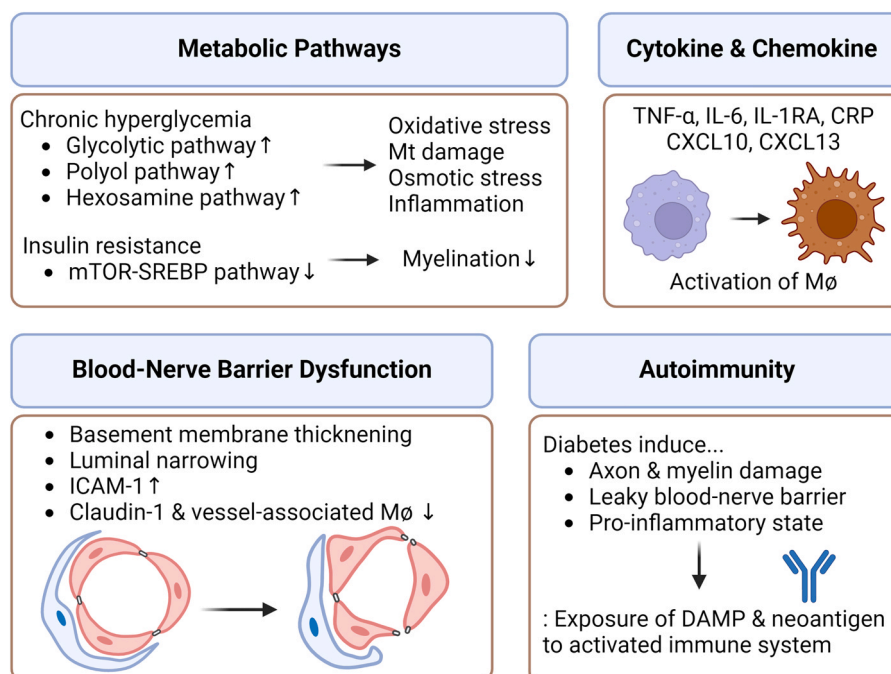 Metabolic Pathways
Chronic hyperglycemia
• Glycolytic pathway↑
• Polyol pathway↑
• Hexosamine pathway↑
Oxidative stress
Mt damage
Osmotic stress
Inflammation
Insulin resistance
• mTOR-SREBP pathway↓
Myelination↓
Cytokine & Chemokine
TNF-α, IL-6, IL-1RA, CRP
CXCL10, CXCL13
Activation of Mø
Blood-Nerve Barrier Dysfunction
• Basement membrane thicknening
• Luminal narrowing
• ICAM-1↑
• Claudin-1 & vessel-associated Mø ↓
Autoimmunity
Diabetes induce...
• Axon & myelin damage
• Leaky blood-nerve barrier
• Pro-inflammatory state
: Exposure of DAMP & neoantigen
to activated immune system